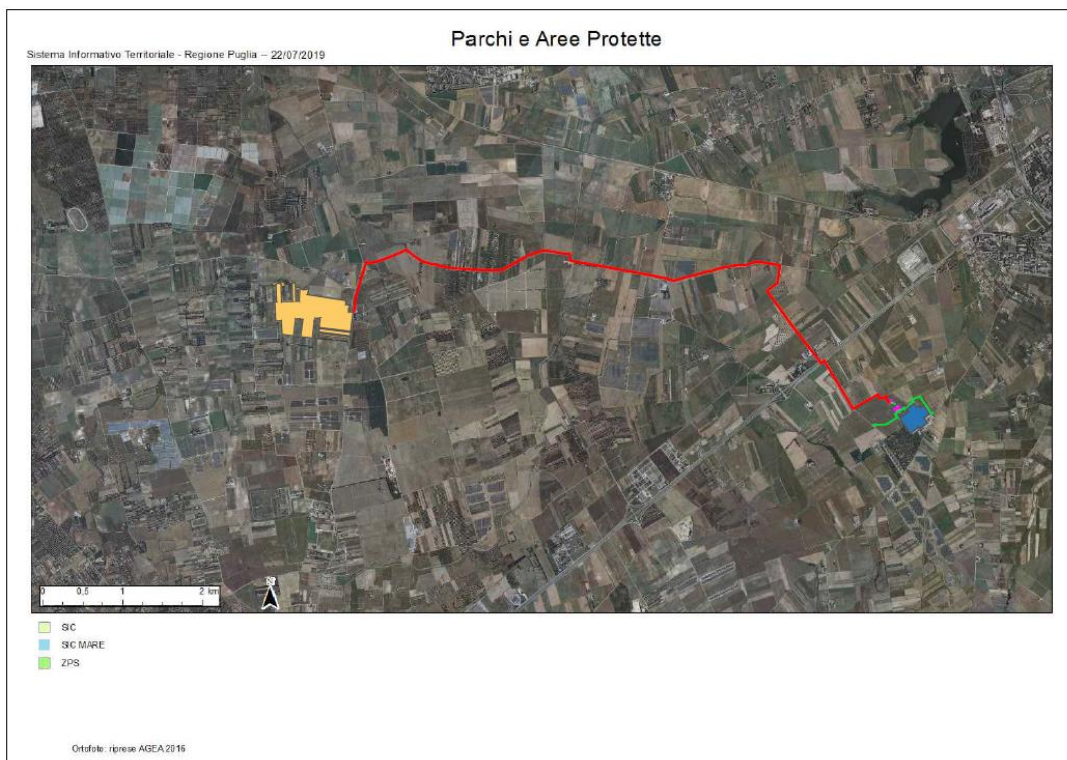 Parchi e Aree Protette
Sistema Informativo Territoriale - Regione Puglia -- 22/07/2019
0 0,5 1 2 km
SIC
SIC MARE
ZPS
Ortofoto: riprese AGEA 2016